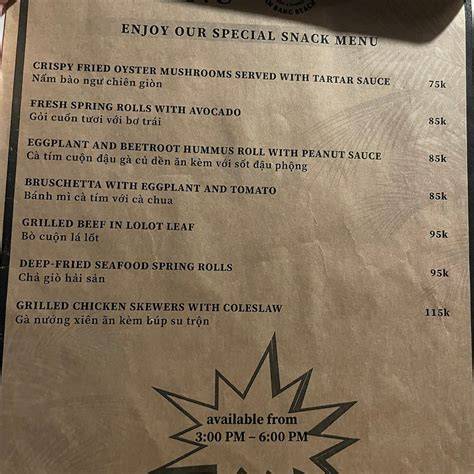 AN BANG BEACH
ENJOY OUR SPECIAL SNACK MENU
CRISPY FRIED OYSTER MUSHROOMS SERVED WITH TARTAR SAUCE 75k
Nấm bào ngư chiên giòn
FRESH SPRING ROLLS WITH AVOCADO 85k
Gỏi cuốn tươi với bơ trái
EGGPLANT AND BEETROOT HUMMUS ROLL WITH PEANUT SAUCE 85k
Cà tím cuộn đậu gà củ dền ăn kèm với sốt đậu phộng
BRUSCHETTA WITH EGGPLANT AND TOMATO 85k
Bánh mì cà tím với cà chua
GRILLED BEEF IN LOLOT LEAF 95k
Bò cuộn lá lốt
DEEP-FRIED SEAFOOD SPRING ROLLS 95k
Chả giò hải sản
GRILLED CHICKEN SKEWERS WITH COLESLAW 115k
Gà nướng xiên ăn kèm búp su trộn
available from
3:00 PM – 6:00 PM